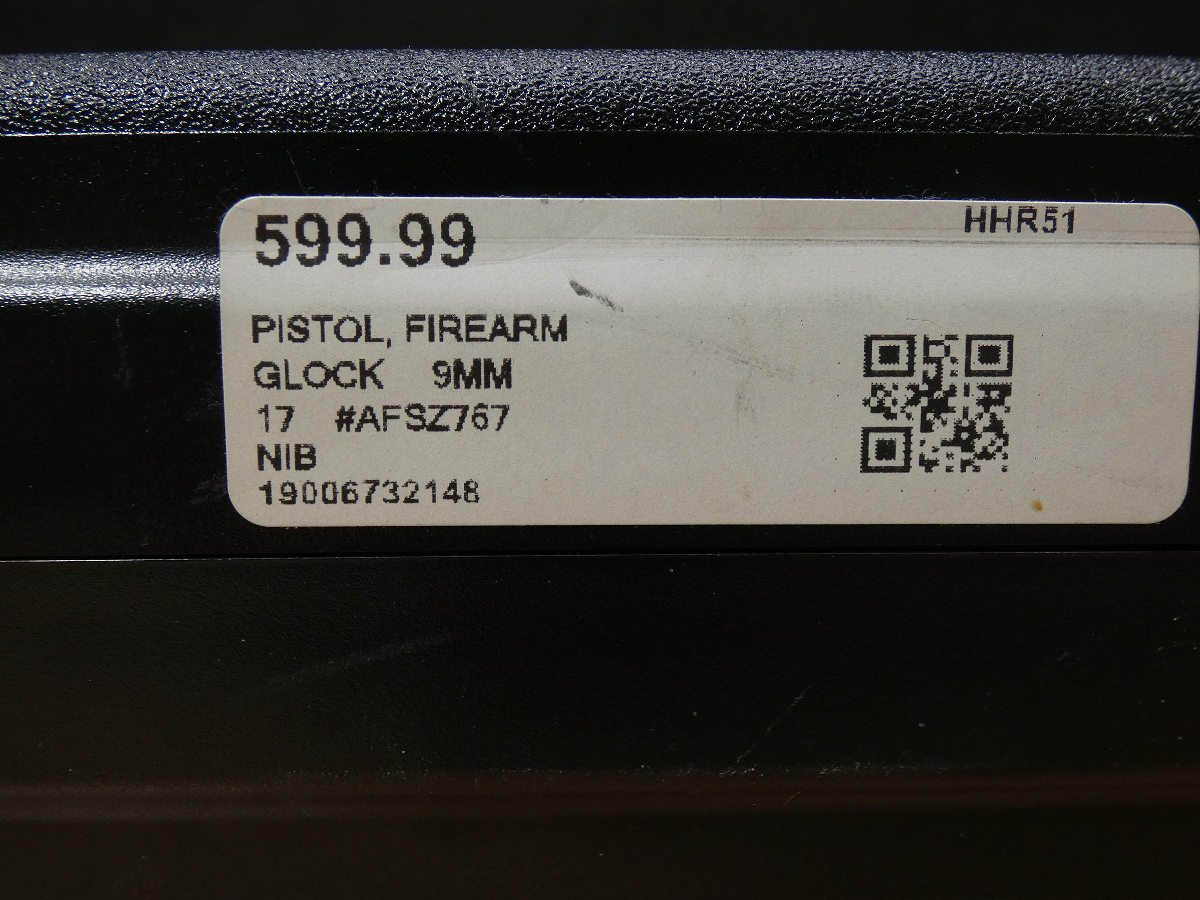 599.99
HHR51
PISTOL, FIREARM
GLOCK 9MM
17 #AFSZ767
NIB
19006732148